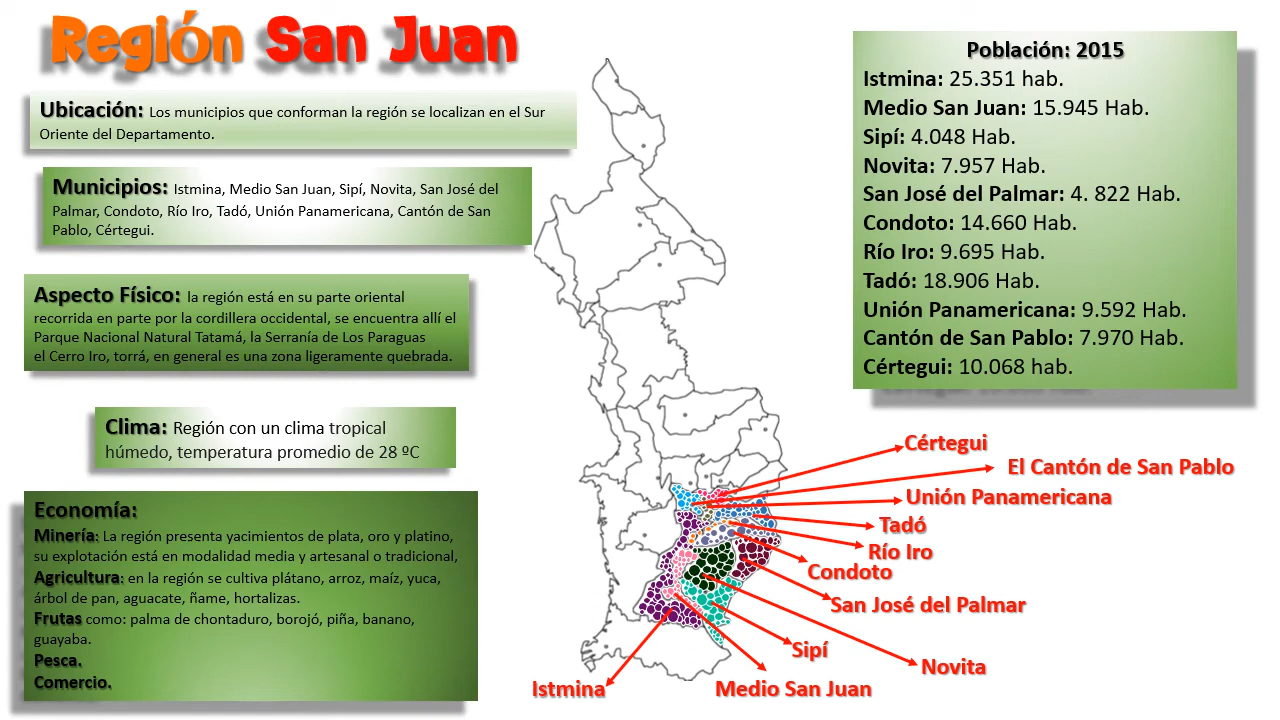 Región San Juan
Ubicación: Los municipios que conforman la región se localizan en el Sur
Oriente del Departamento.
Municipios: Istmina, Medio San Juan, Sipí, Novita, San José del
Palmar, Condoto, Río Iro, Tadó, Unión Panamericana, Cantón de San
Pablo, Cértegui.
Aspecto Físico: la región está en su parte oriental
recorrida en parte por la cordillera occidental, se encuentra allí el
Parque Nacional Natural Tatamá, la Serranía de Los Paraguas
el Cerro Iro, torrá, en general es una zona ligeramente quebrada.
Clima: Región con un clima tropical
húmedo, temperatura promedio de 28 ºC
Economía:
Minería: La región presenta yacimientos de plata, oro y platino,
su explotación está en modalidad media y artesanal o tradicional,
Agricultura: en la región se cultiva plátano, arroz, maíz, yuca,
árbol de pan, aguacate, ñame, hortalizas.
Frutas como: palma de chontaduro, borojó, piña, banano,
guayaba.
Pesca.
Comercio.
Población: 2015
Istmina: 25.351 hab.
Medio San Juan: 15.945 Hab.
Sipí: 4.048 Hab.
Novita: 7.957 Hab.
San José del Palmar: 4. 822 Hab.
Condoto: 14.660 Hab.
Río Iro: 9.695 Hab.
Tadó: 18.906 Hab.
Unión Panamericana: 9.592 Hab.
Cantón de San Pablo: 7.970 Hab.
Cértegui: 10.068 hab.
Cértegui
El Cantón de San Pablo
Unión Panamericana
Tadó
Río Iro
Condoto
San José del Palmar
Sipí
Novita
Istmina
Medio San Juan